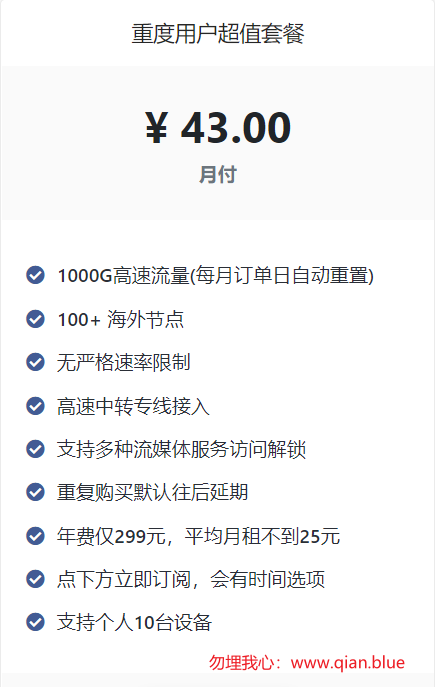 重度用户超值套餐
¥ 43.00
月付
1000G高速流量(每月订单日自动重置)
100+ 海外节点
无严格速率限制
高速中转专线接入
支持多种流媒体服务访问解锁
重复购买默认往后延期
年费仅299元，平均月租不到25元
点下方立即订阅，会有时间选项
支持个人10台设备
勿埋我心：www.qian.blue